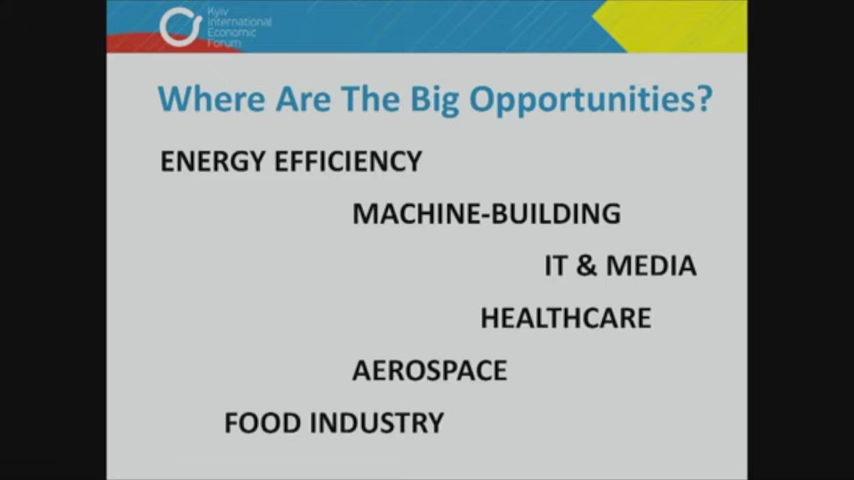 Kyiv
International
Economic
Forum
Where Are The Big Opportunities?
ENERGY EFFICIENCY
MACHINE-BUILDING
IT & MEDIA
HEALTHCARE
AEROSPACE
FOOD INDUSTRY